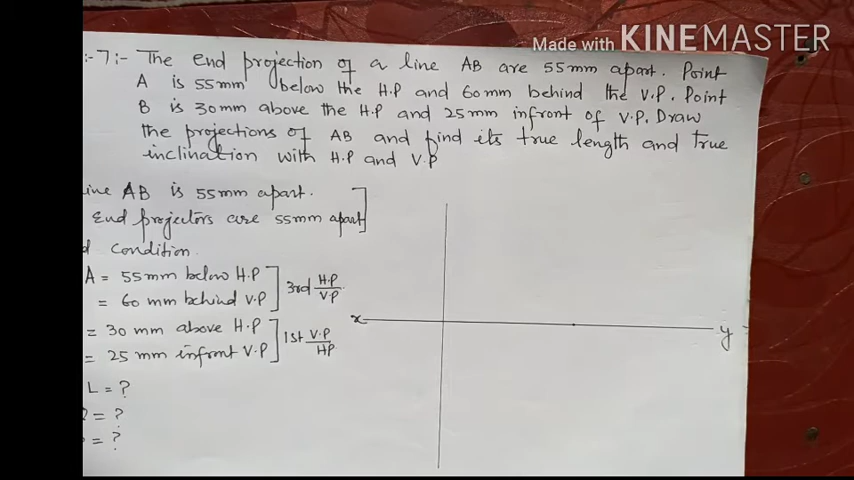 Made with KINEMASTER
:-7:- The end projection of a line AB are 55mm apart. Point
A is 55mm below the H.P and 60mm behind the V.P. Point
B is 30mm above the H.P and 25mm infront of V.P. Draw
the projections of AB and find its true length and True
inclination with H.P and V.P
ine AB is 55mm apart.
End projectors are 55mm apart
d condition.
A = 55mm below H.P
= 60 mm behind V.P
3rd H.P/V.P
= 30 mm above H.P
= 25 mm infront V.P
1st V.P/HP
L = ?
= ?
= ?
x
y